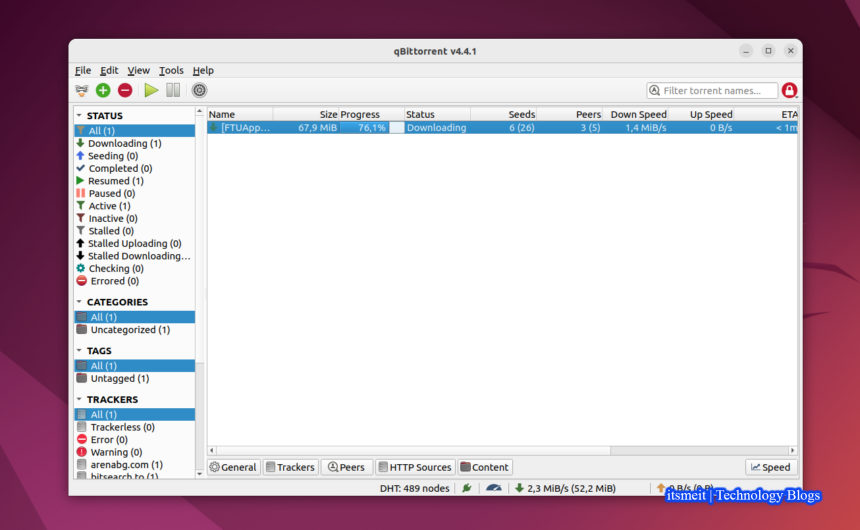 qBittorrent v4.4.1
File Edit View Tools Help
Filter torrent names...
STATUS
All (1)
Downloading (1)
Seeding (0)
Completed (0)
Resumed (1)
Paused (0)
Active (1)
Inactive (0)
Stalled (0)
Stalled Uploading (0)
Stalled Downloading...
Checking (0)
Errored (0)
CATEGORIES
All (1)
Uncategorized (1)
TAGS
All (1)
Untagged (1)
TRACKERS
All (1)
Trackerless (0)
Error (0)
Warning (0)
arenabg.com (1)
bitsearch.to (1)
Name Size Progress Status Seeds Peers Down Speed Up Speed ETA
[FTUApp... 67,9 MiB 76,1% Downloading 6 (26) 3 (5) 1,4 MiB/s 0 B/s < 1m
General Trackers Peers HTTP Sources Content Speed
DHT: 489 nodes 2,3 MiB/s (52,2 MiB) 0 B/s (0 B)
itsmeit | Technology Blogs